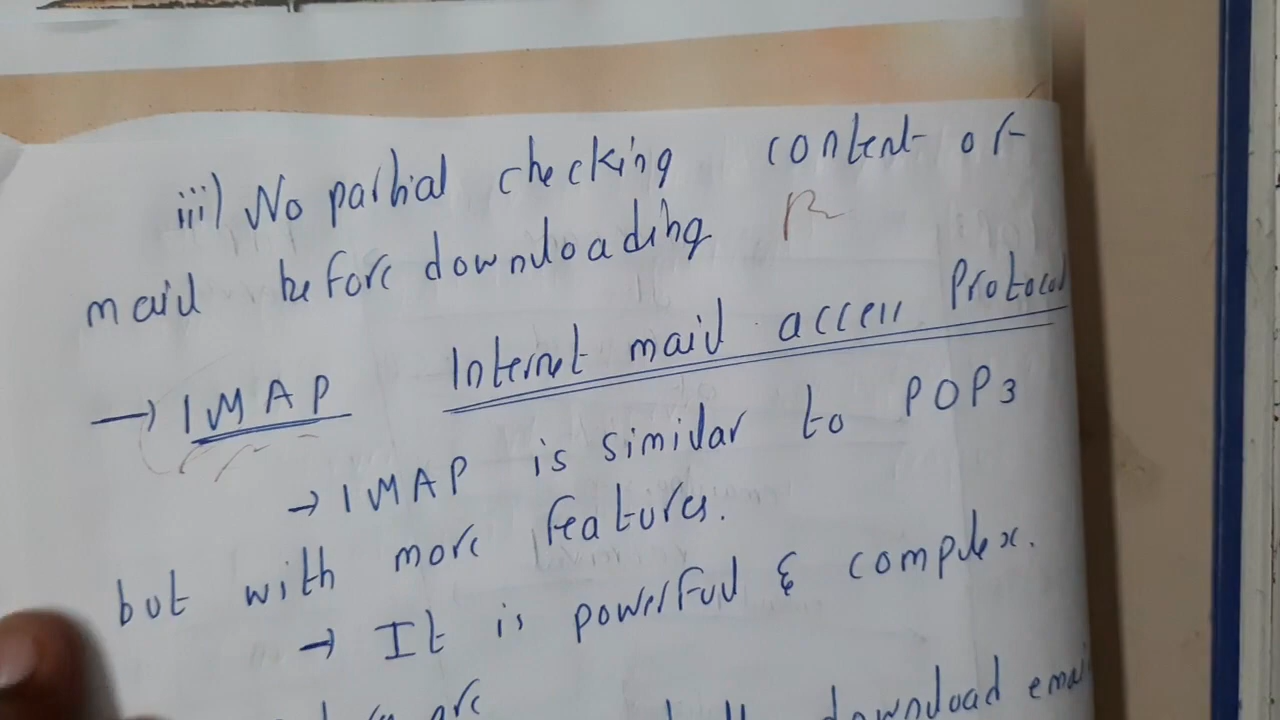 iii) No partial checking content of
mail before downloading
→ IMAP Internet mail access Protocol
→ IMAP is similar to POP3
but with more features.
→ It is powerful & complex.
download email